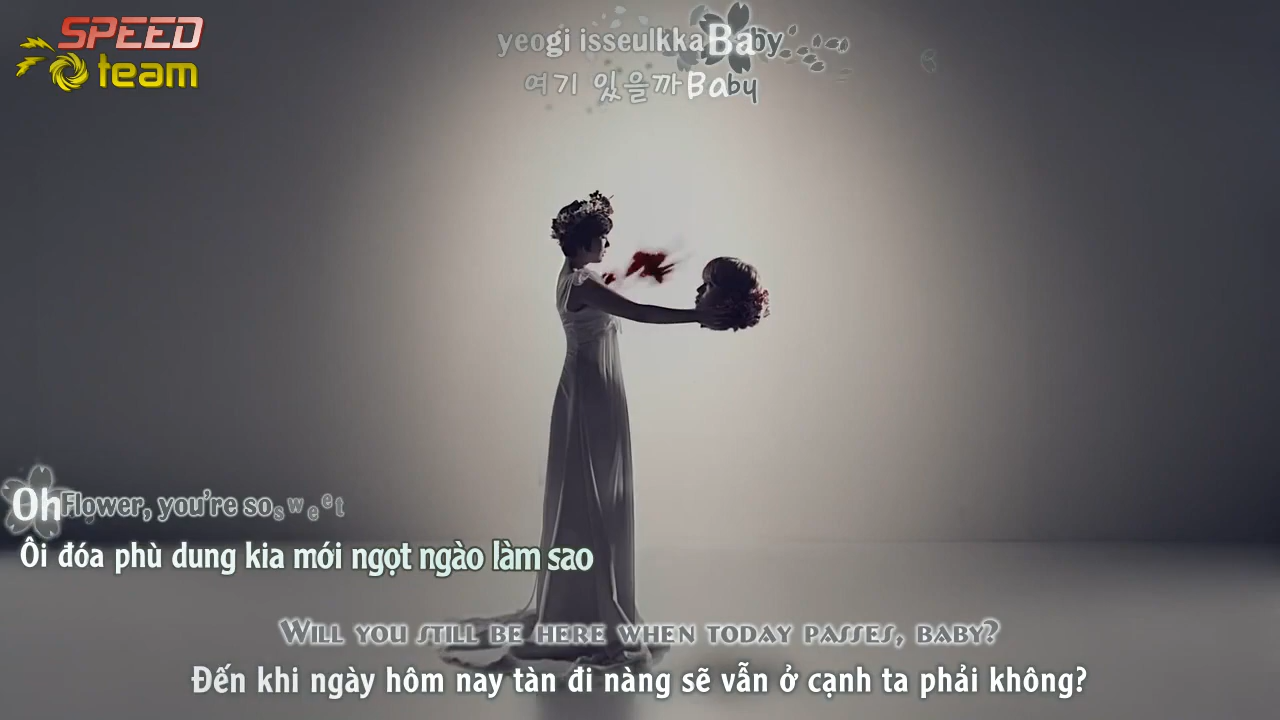 SPEED
team
yeogi isseulkka Baby
여기 있을까 Baby
Oh Flower, you're so sweet
Ôi đóa phù dung kia mới ngọt ngào làm sao
Will you still be here when today passes, baby?
Đến khi ngày hôm nay tàn đi nàng sẽ vẫn ở cạnh ta phải không?